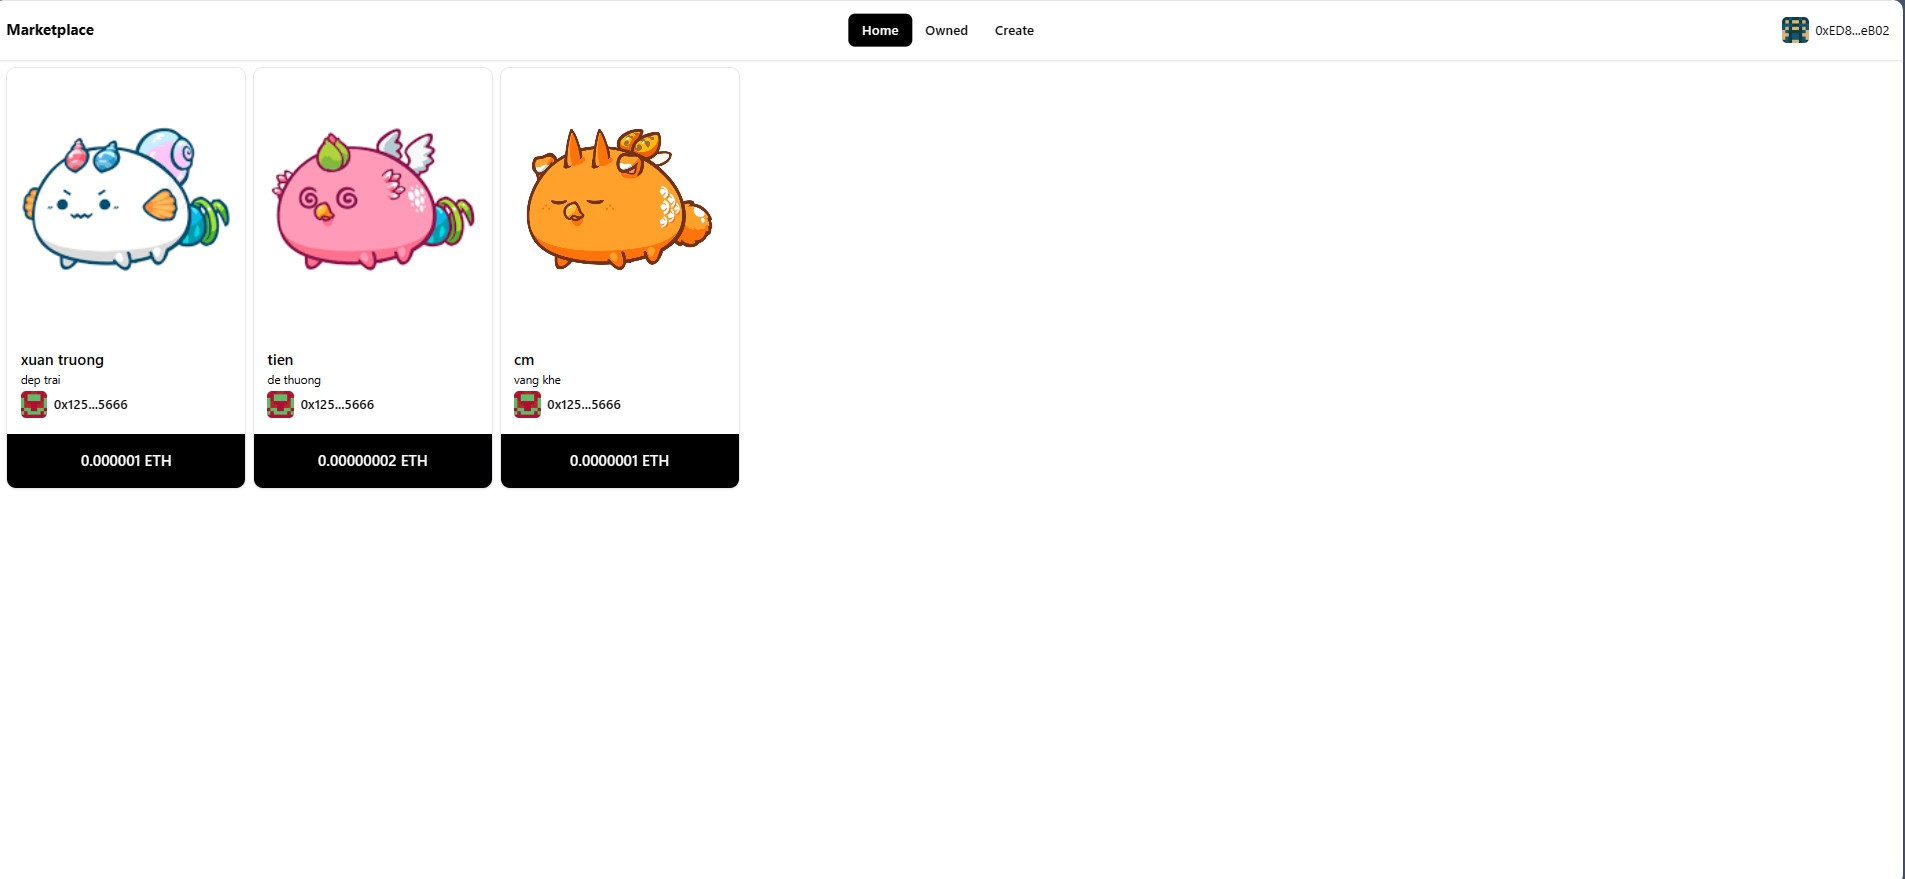 Marketplace
Home
Owned
Create
0xED8...eB02
xuan truong
dep trai
0x125...5666
0.000001 ETH
tien
de thuong
0x125...5666
0.00000002 ETH
cm
vang khe
0x125...5666
0.0000001 ETH